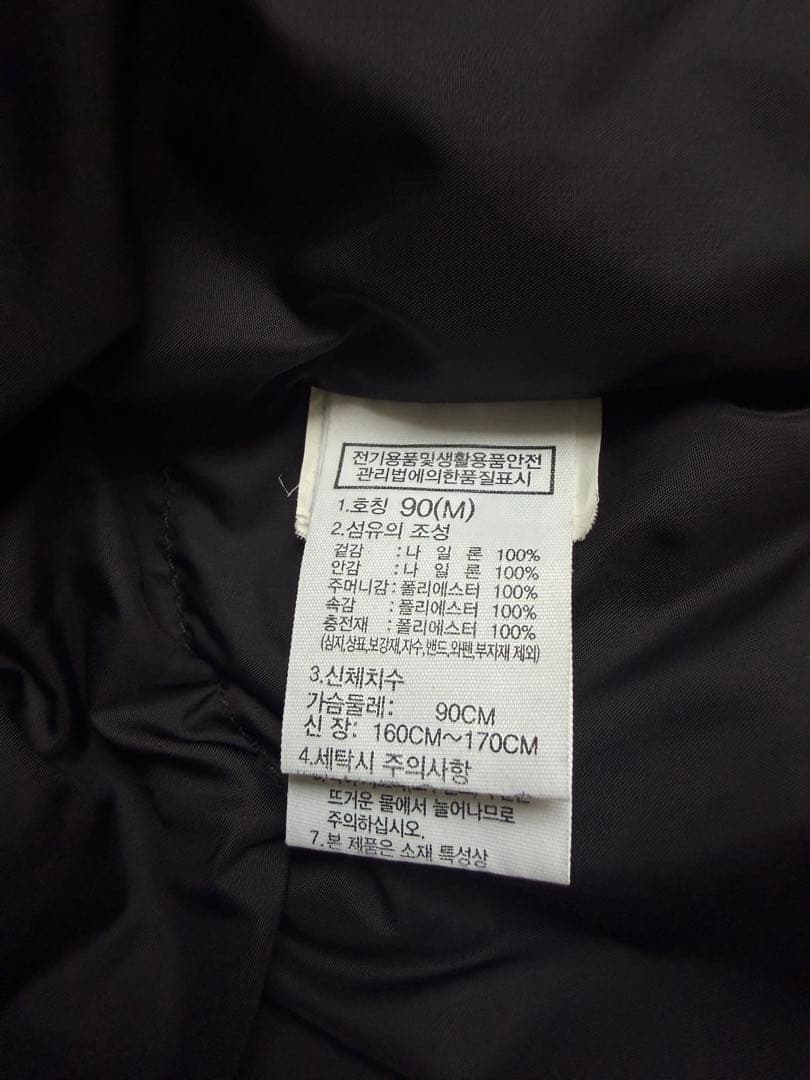 전기용품및생활용품안전
관리법에의한품질표시
1.호칭 90(M)
2.섬유의 조성
겉감 :나 일 론 100%
안감 :나 일 론 100%
주머니감:폴리에스터 100%
속감 :폴리에스터 100%
충전재 :폴리에스터 100%
(심지,상표,보강재,자수,밴드,와펜,부자재 제외)
3.신체치수
가슴둘레: 90CM
신 장: 160CM~170CM
4.세탁시 주의사항
뜨거운 물에서 늘어나므로
주의하십시오.
7.본 제품은 소재 특성상